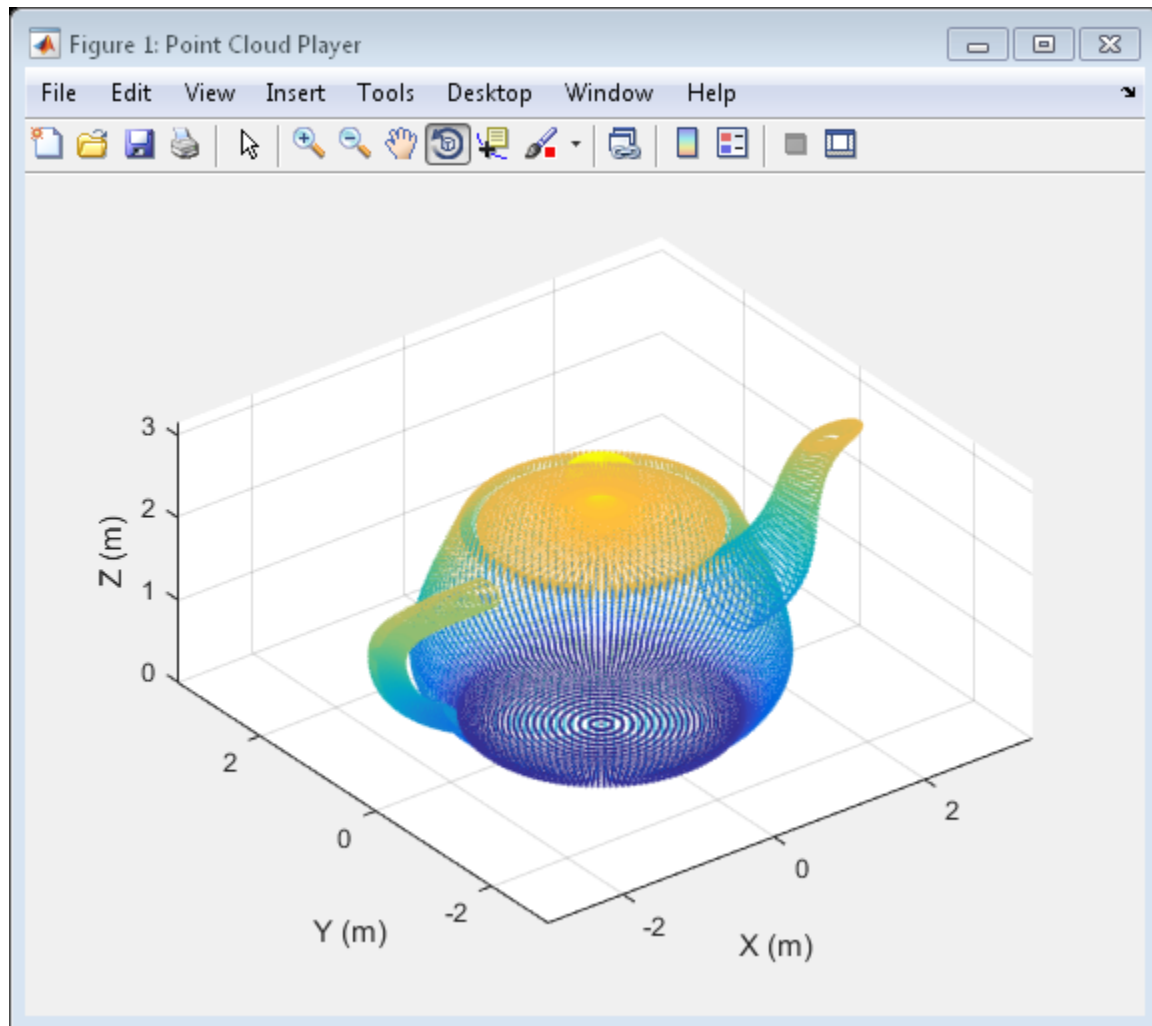 Figure 1: Point Cloud Player
File Edit View Insert Tools Desktop Window Help
3
2
1
0
Z (m)
2
0
-2
Y (m)
-2
0
2
X (m)